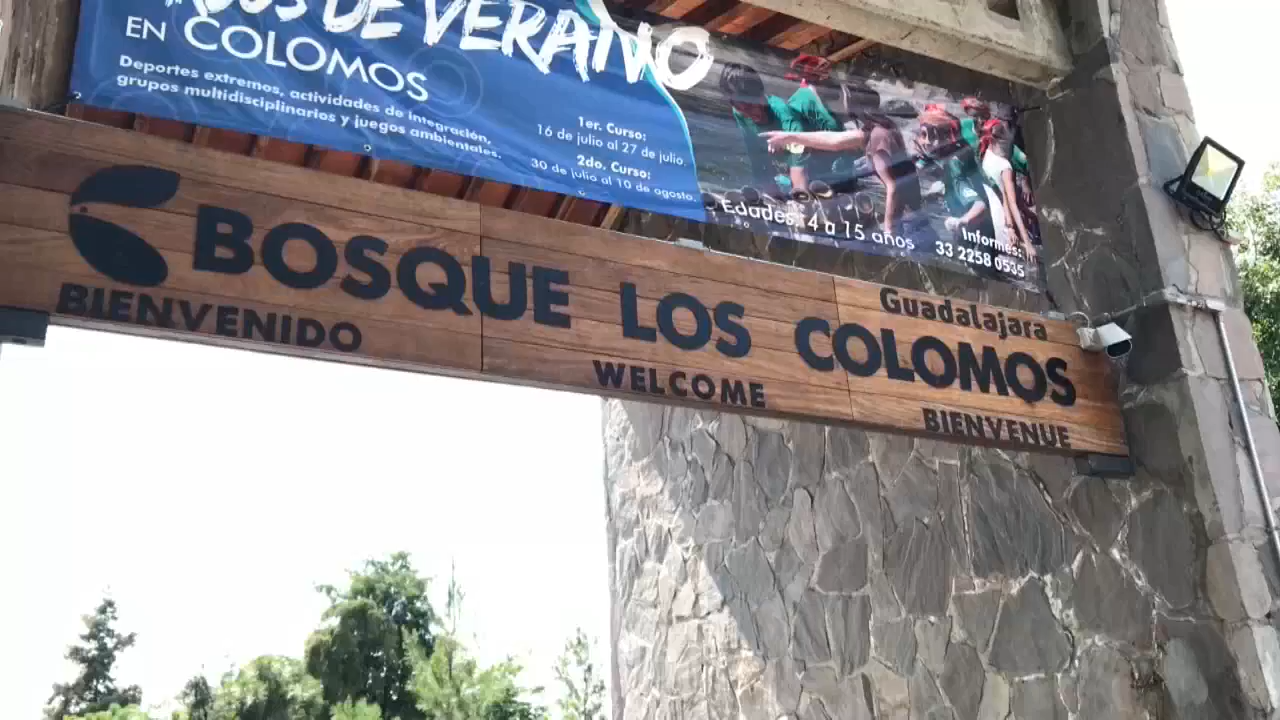 DE VERANO
EN COLOMOS
Deportes extremos, actividades de integración,
grupos multidisciplinarios y juegos ambientales.
1er. Curso:
16 de julio al 27 de julio.
2do. Curso:
30 de julio al 10 de agosto.
Edades: 4 a 15 años
Informes:
33 2258 0535
Guadalajara
BOSQUE LOS COLOMOS
BIENVENIDO
WELCOME
BIENVENUE